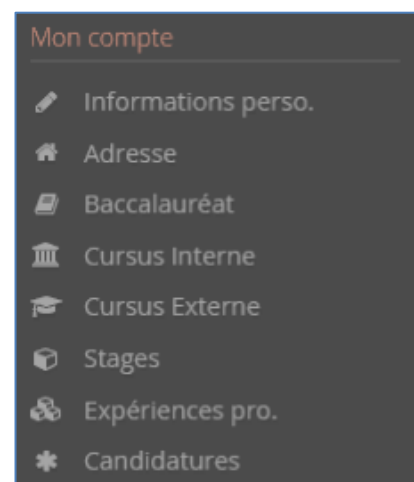 Mon compte
Informations perso.
Adresse
Baccalauréat
Cursus Interne
Cursus Externe
Stages
Expériences pro.
Candidatures